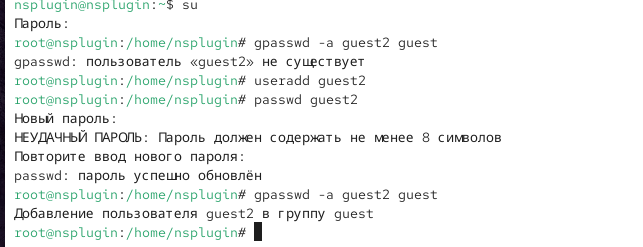 nsplugin@nsplugin:~$ su
Пароль:
root@nsplugin:/home/nsplugin# gpasswd -a guest2 guest
gpasswd: пользователь «guest2» не существует
root@nsplugin:/home/nsplugin# useradd guest2
root@nsplugin:/home/nsplugin# passwd guest2
Новый пароль:
НЕУДАЧНЫЙ ПАРОЛЬ: Пароль должен содержать не менее 8 символов
Повторите ввод нового пароля:
passwd: пароль успешно обновлён
root@nsplugin:/home/nsplugin# gpasswd -a guest2 guest
Добавление пользователя guest2 в группу guest
root@nsplugin:/home/nsplugin#